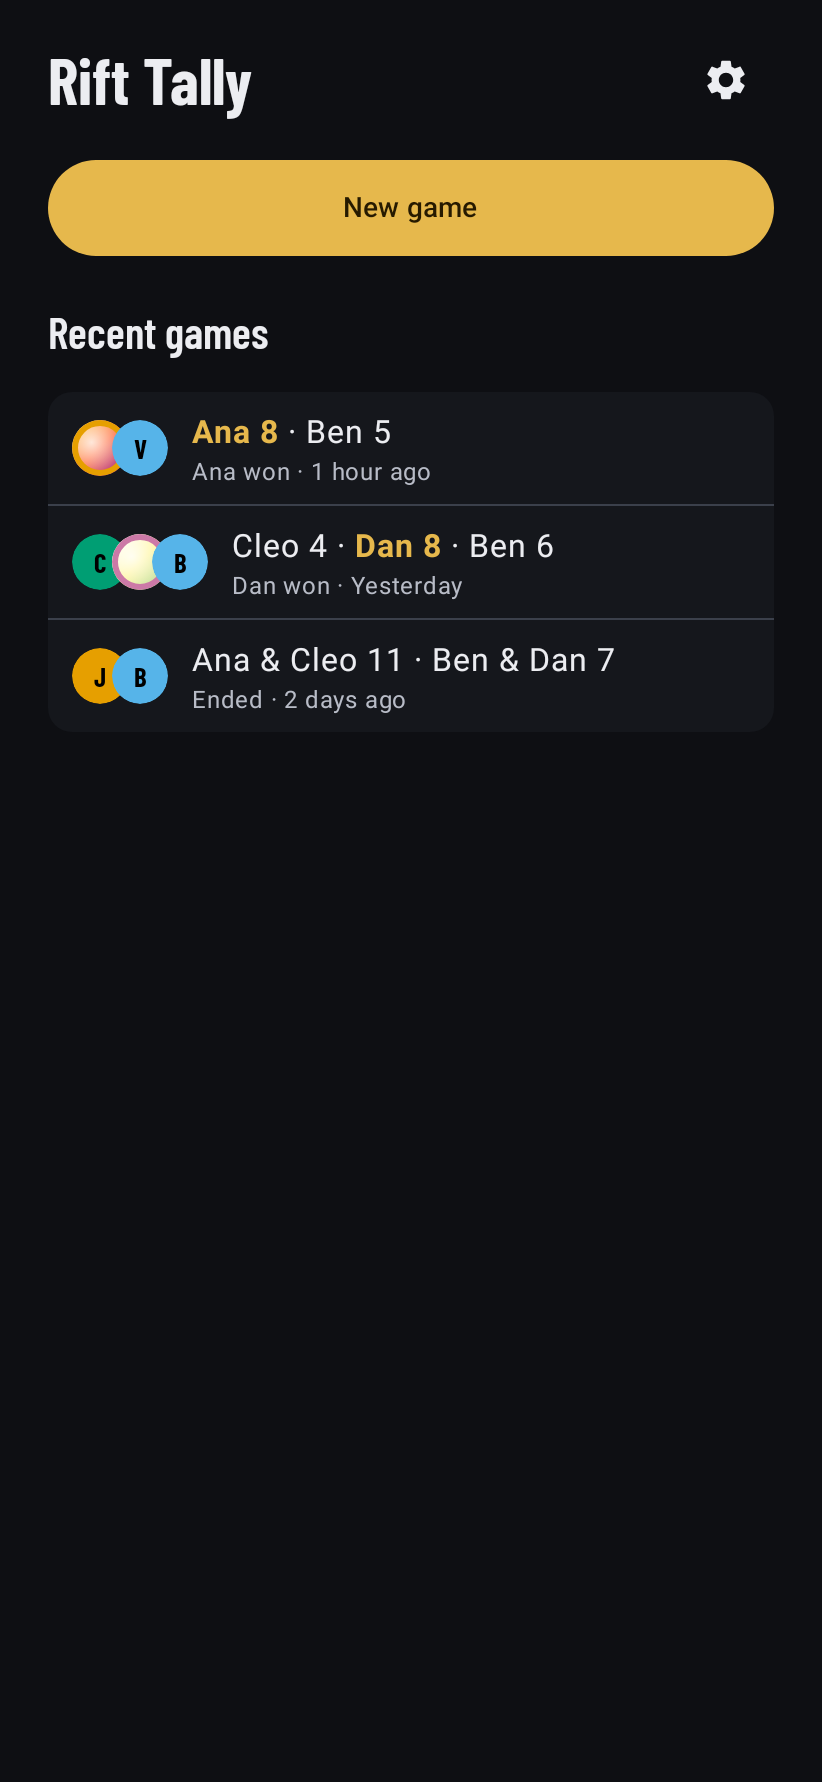 Rift Tally
New game
Recent games
V
Ana 8 · Ben 5
Ana won · 1 hour ago
C
B
Cleo 4 · Dan 8 · Ben 6
Dan won · Yesterday
J
B
Ana & Cleo 11 · Ben & Dan 7
Ended · 2 days ago